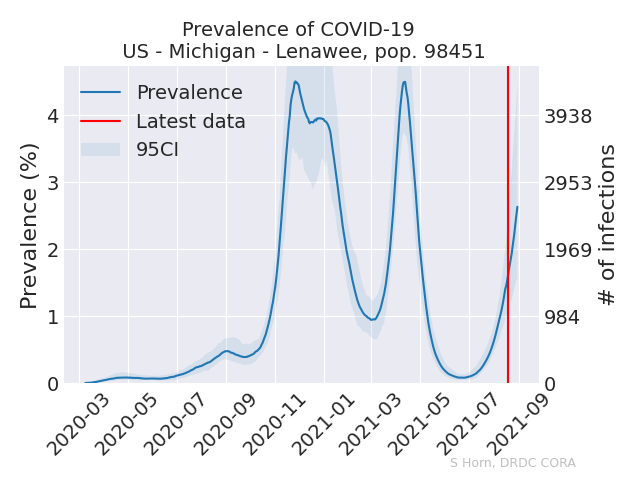 Prevalence of COVID-19
US - Michigan - Lenawee, pop. 98451
Prevalence (%)
4
3
2
1
0
Prevalence
Latest data
95CI
3938
2953
1969
984
0
# of infections
2020-03
2020-05
2020-07
2020-09
2020-11
2021-01
2021-03
2021-05
2021-07
2021-09
S Horn, DRDC CORA